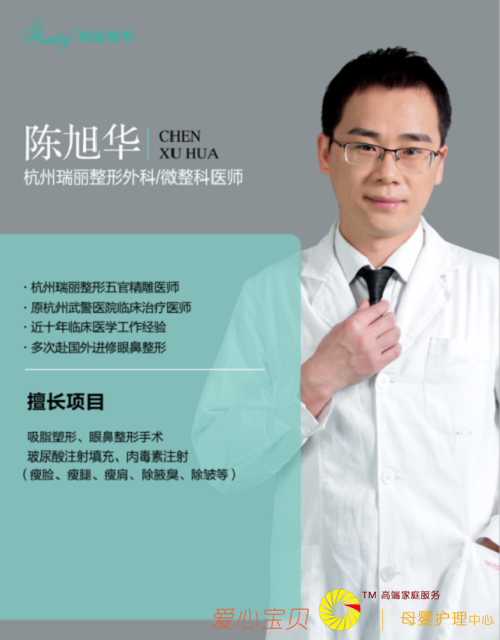 Raily 瑞丽整形
陈旭华
CHEN
XU HUA
杭州瑞丽整形外科/微整科医师
· 杭州瑞丽整形五官精雕医师
· 原杭州武警医院临床治疗医师
· 近十年临床医学工作经验
· 多次赴国外进修眼鼻整形
擅长项目
吸脂塑形、眼鼻整形手术
玻尿酸注射填充、肉毒素注射
（瘦脸、瘦腿、瘦肩、除腋臭、除皱等）
爱心宝贝
TM 高端家庭服务
母婴护理中心